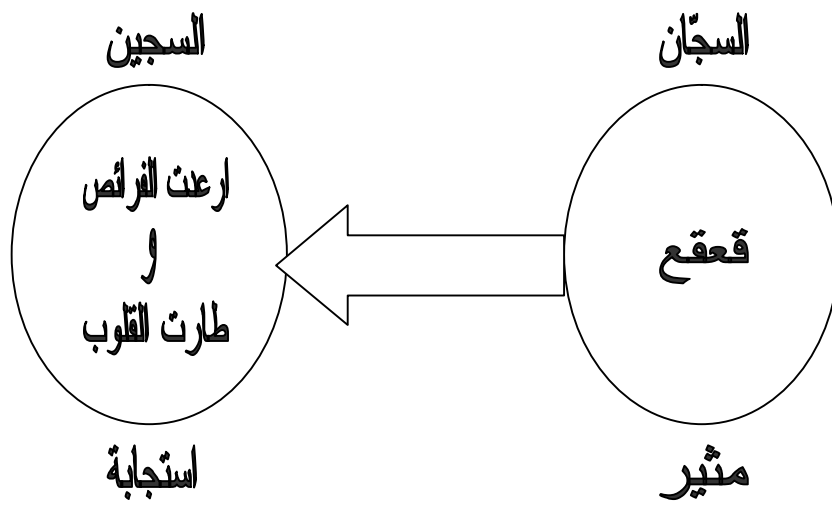 السجّان
السجين
قعقع
ارعدت الفرائص
و
طارت القلوب
مثير
استجابة